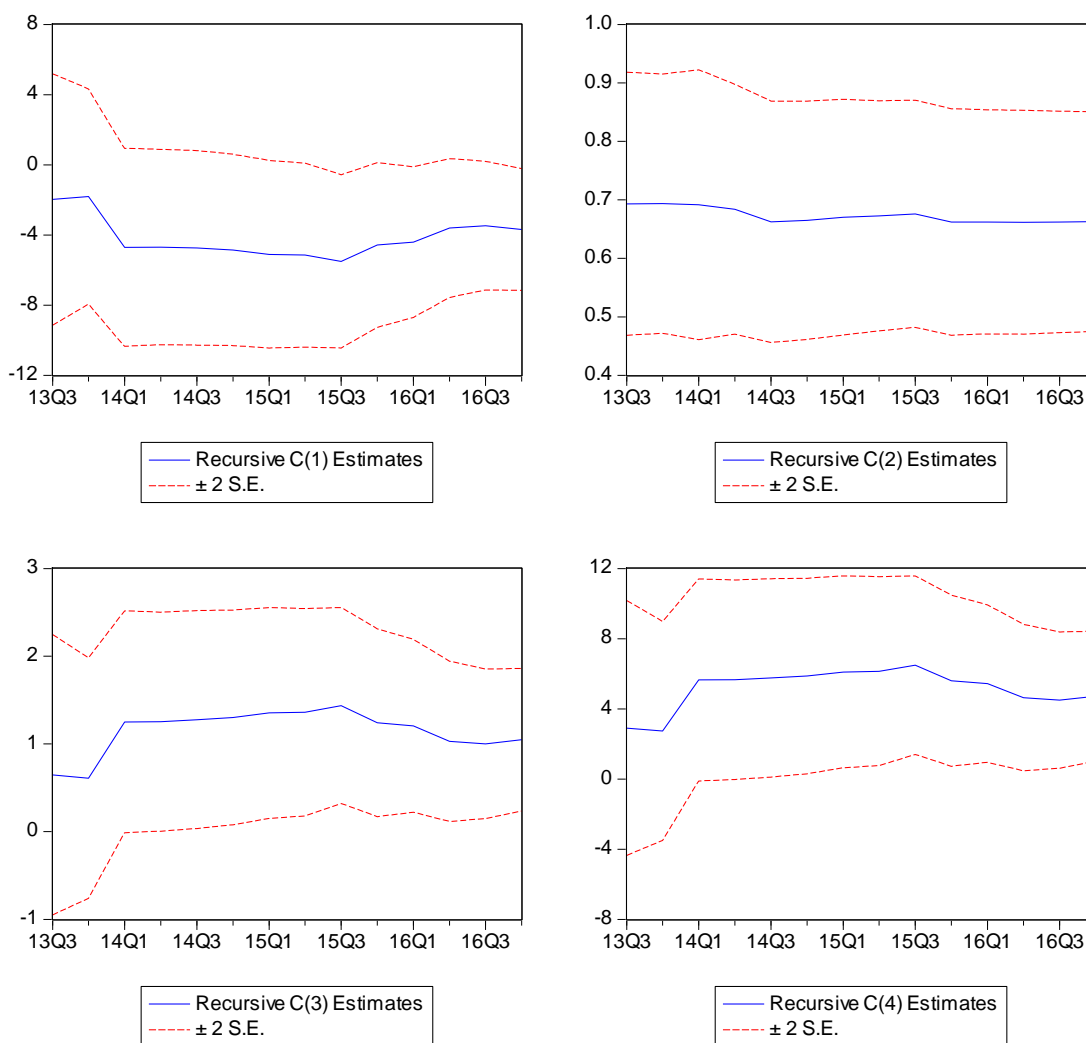 8
4
0
-4
-8
-12
13Q3 14Q1 14Q3 15Q1 15Q3 16Q1 16Q3
Recursive C(1) Estimates
± 2 S.E.
1.0
0.9
0.8
0.7
0.6
0.5
0.4
13Q3 14Q1 14Q3 15Q1 15Q3 16Q1 16Q3
Recursive C(2) Estimates
± 2 S.E.
3
2
1
0
-1
13Q3 14Q1 14Q3 15Q1 15Q3 16Q1 16Q3
Recursive C(3) Estimates
± 2 S.E.
12
8
4
0
-4
-8
13Q3 14Q1 14Q3 15Q1 15Q3 16Q1 16Q3
Recursive C(4) Estimates
± 2 S.E.